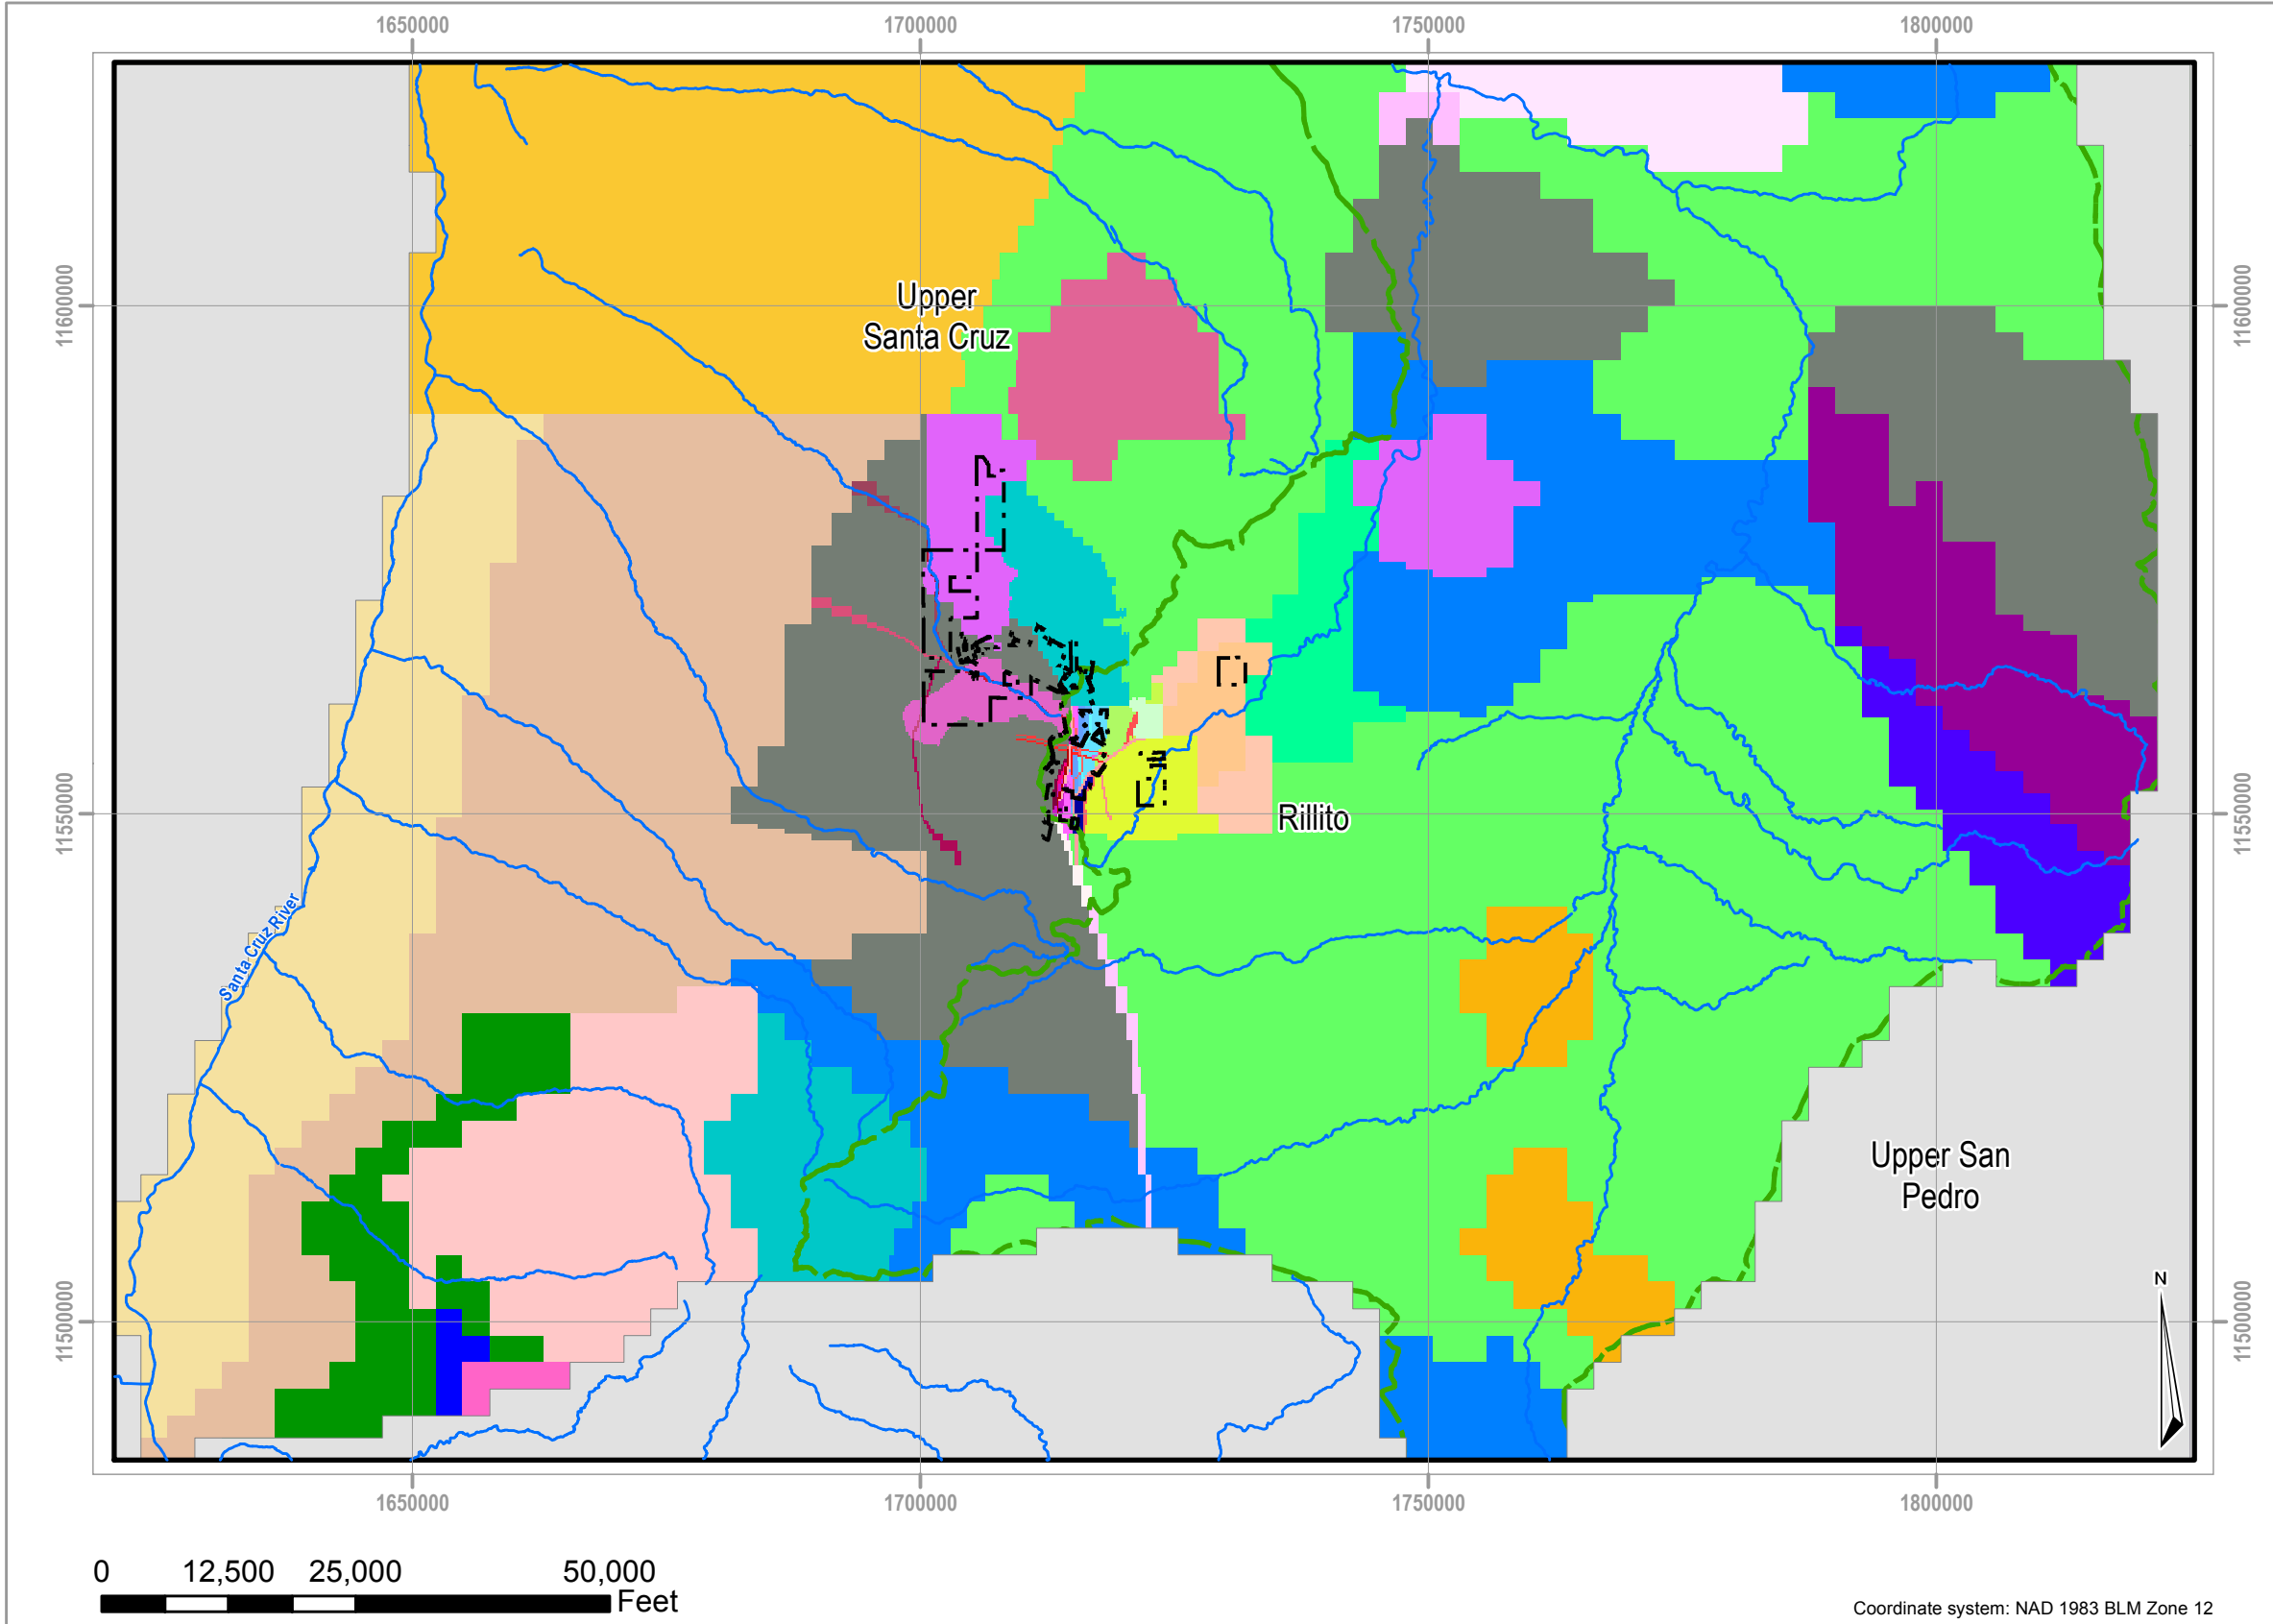 1650000 1700000 1750000 1800000
11600000 11600000
Upper
Santa Cruz
11550000 11550000
Rillito
Santa Cruz River
Upper San
Pedro
11500000 11500000
N
1650000 1700000 1750000 1800000
0 12,500 25,000 50,000
Feet
Coordinate system: NAD 1983 BLM Zone 12